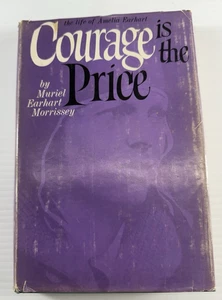 the life of Amelia Earhart
Courage is
the
Price
by
Muriel
Earhart
Morrissey